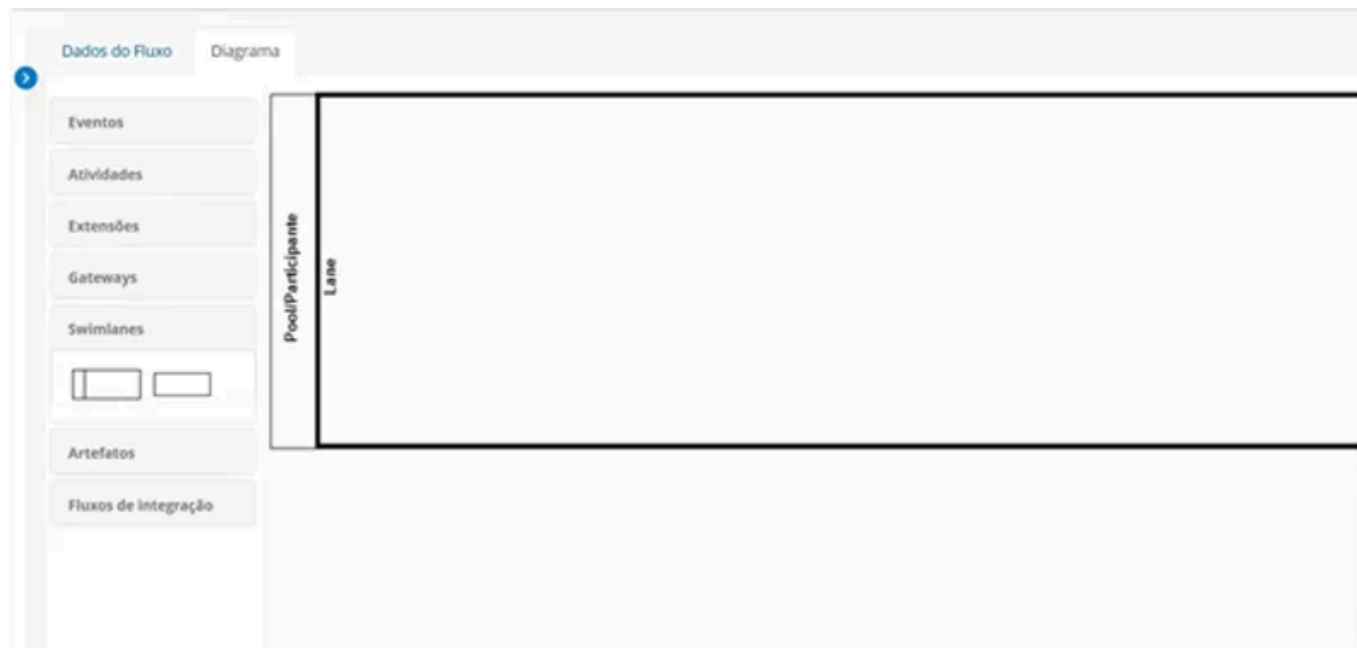 Dados do Fluxo
Diagrama
Eventos
Atividades
Extensões
Gateways
Swimlanes
Artefatos
Fluxos de integração
Pool/Participante
Lane